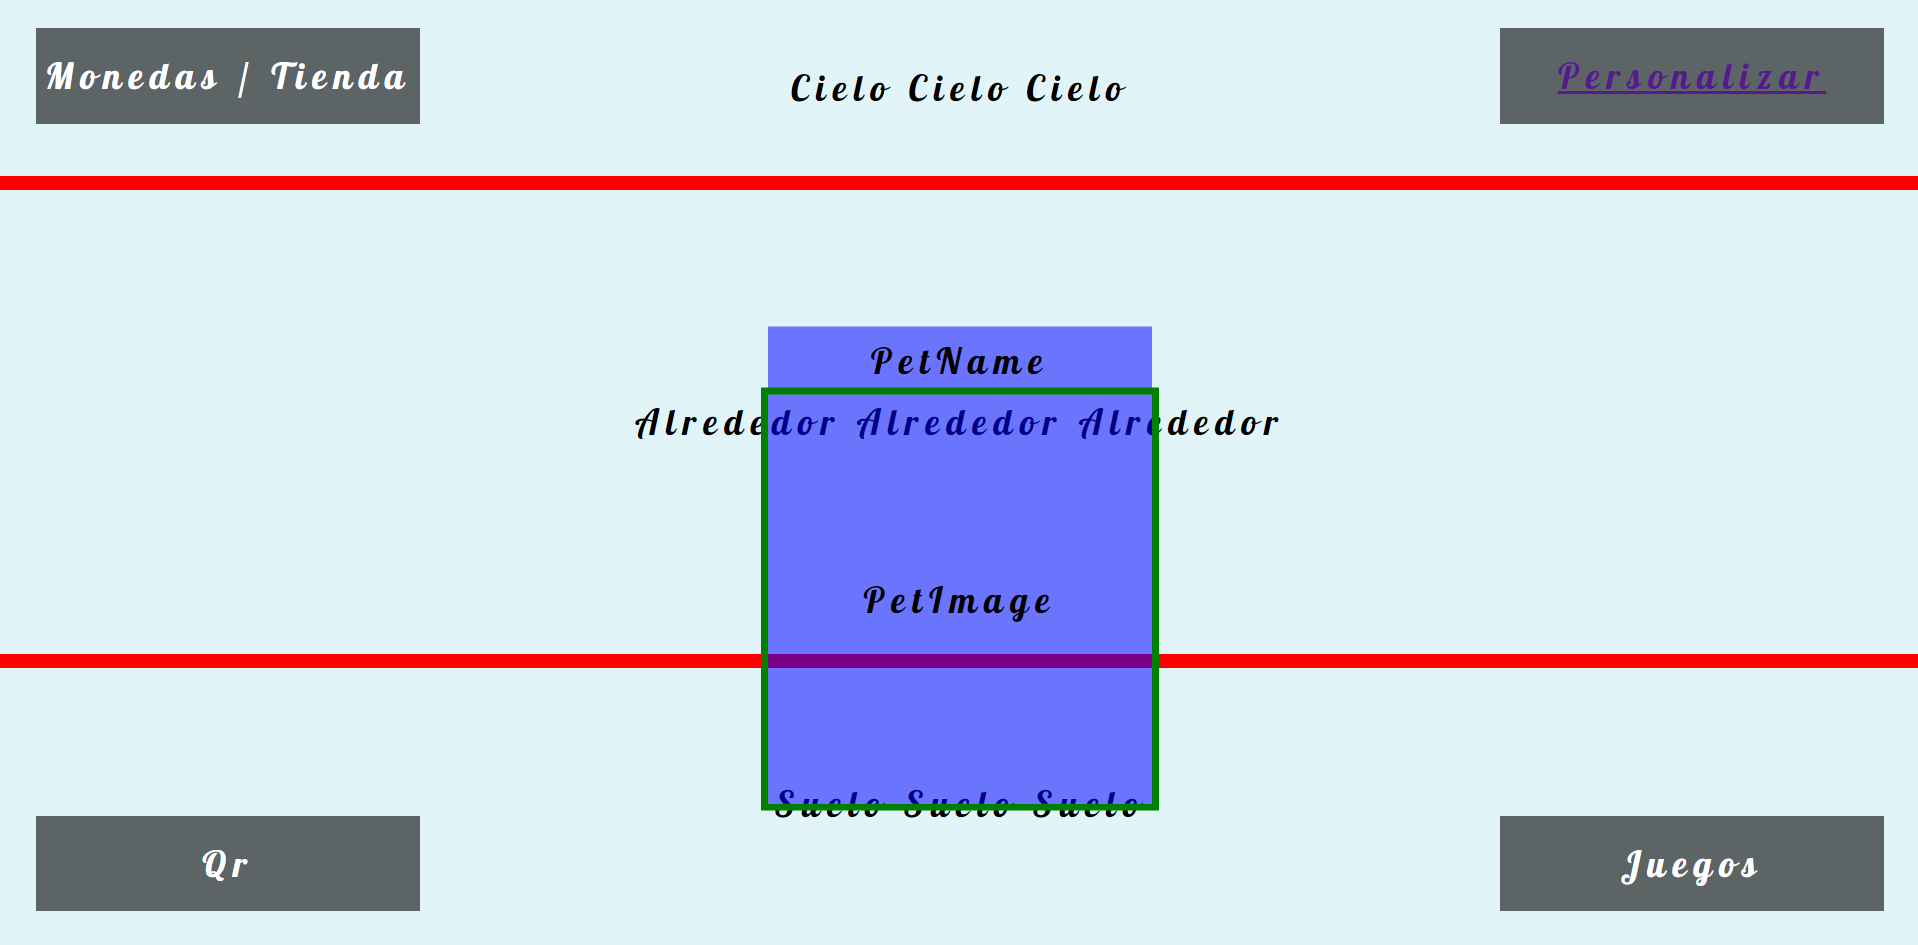 Monedas / Tienda
Cielo Cielo Cielo
Personalizar
PetName
Alrededor Alrededor Alrededor
PetImage
Suelo Suelo Suelo
Qr
Juegos